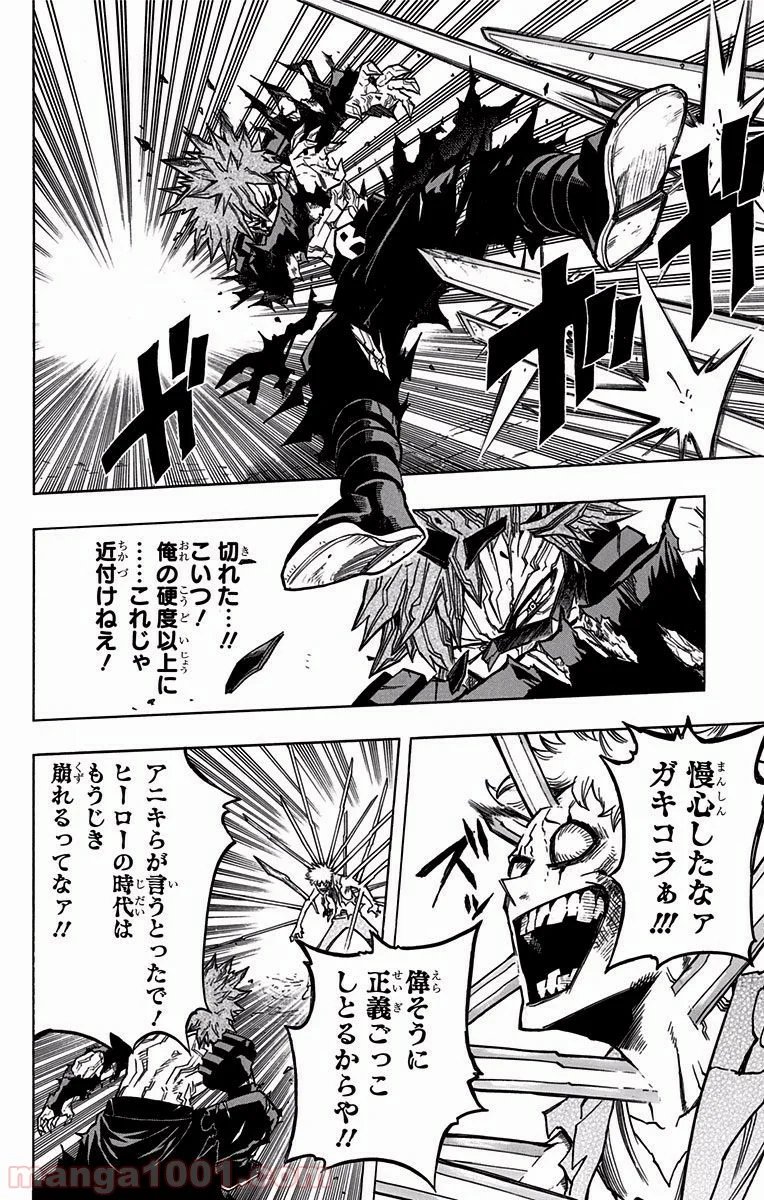 ガガガガ
切れた…!!
こいつ!
俺の硬度以上に
……これじゃ
近付けねえ!
慢心したなァ
ガキコラぁ!!!
ズズ
偉そうに
正義ごっこ
しとるからや!!
アニキらが言うとったで!
ヒーローの時代は
もうじき
崩れるってなァ!!
manga1001.com